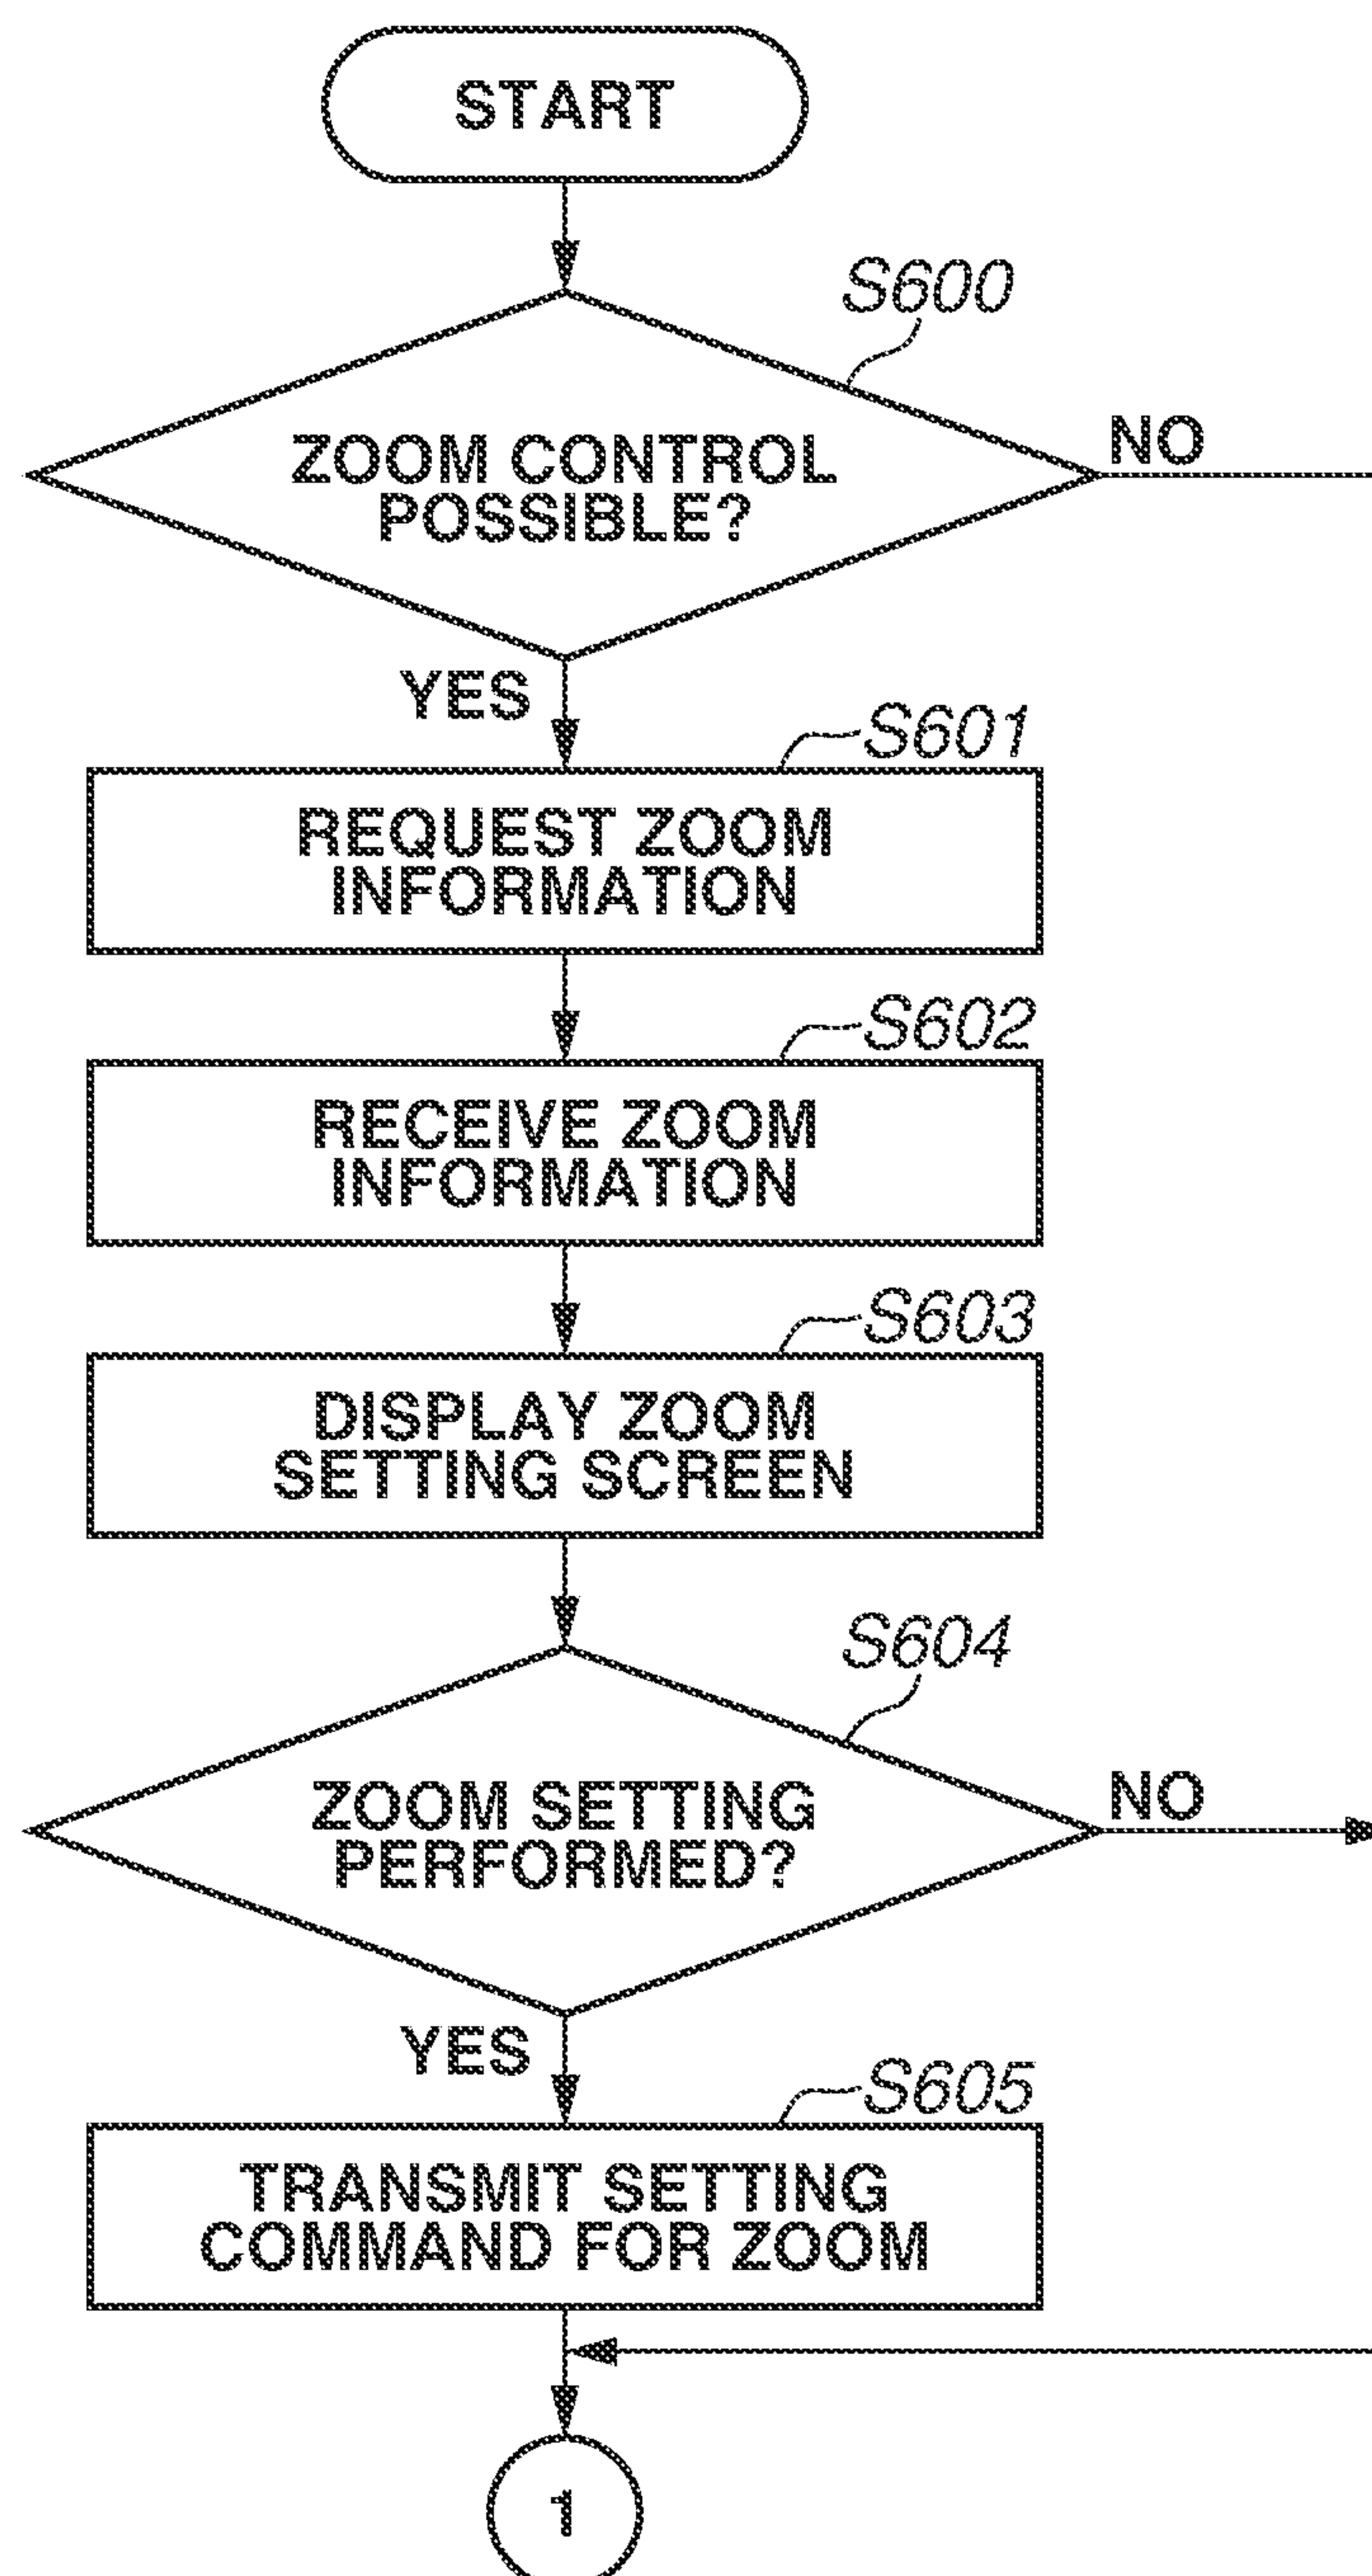 START
S600
ZOOM CONTROL
POSSIBLE?
NO
YES
S601
REQUEST ZOOM
INFORMATION
S602
RECEIVE ZOOM
INFORMATION
S603
DISPLAY ZOOM
SETTING SCREEN
S604
ZOOM SETTING
PERFORMED?
NO
YES
S605
TRANSMIT SETTING
COMMAND FOR ZOOM
1